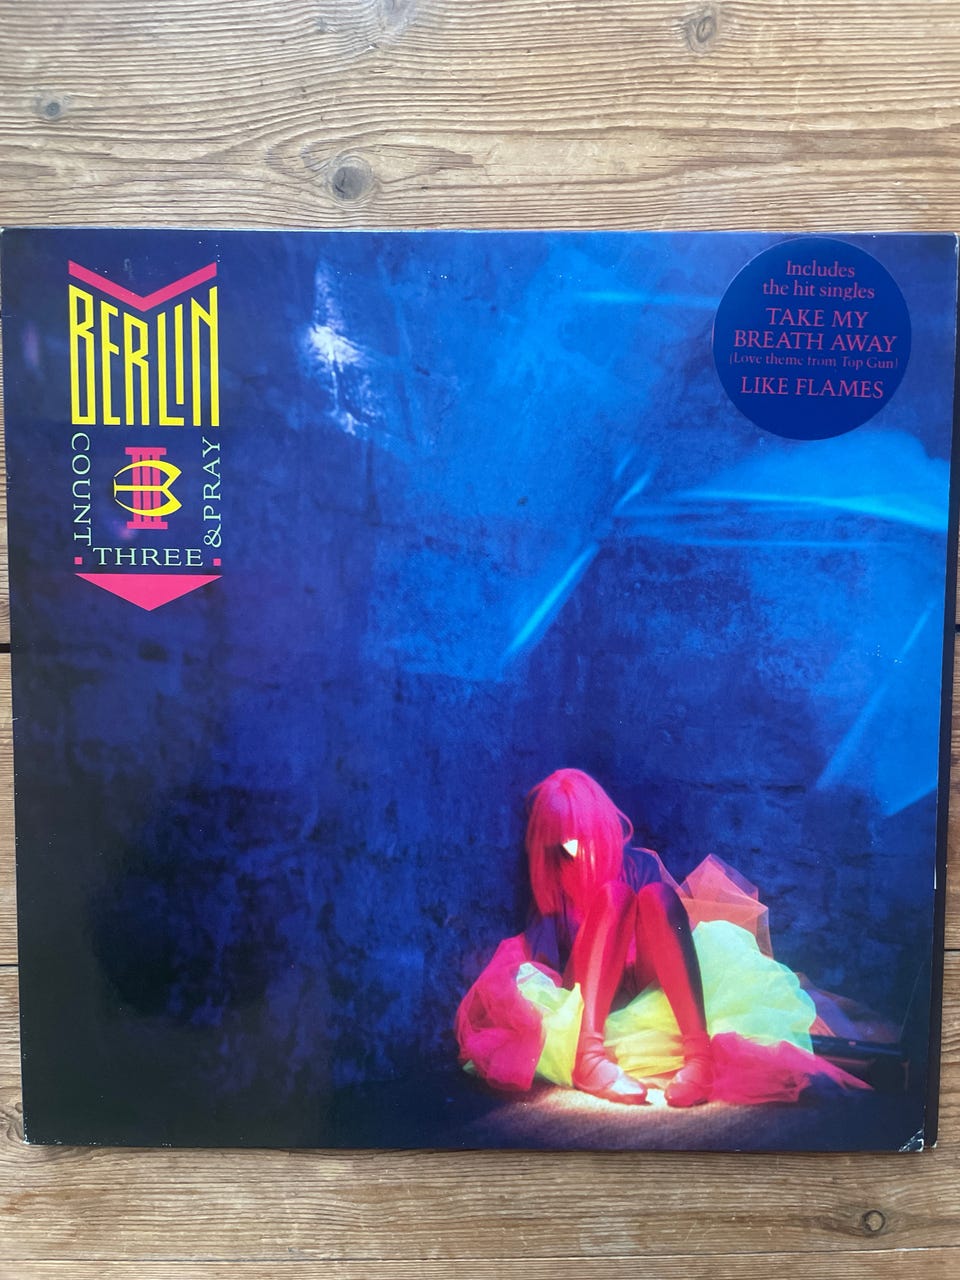 BERLIN
COUNT
THREE
&PRAY
3
Includes
the hit singles
TAKE MY
BREATH AWAY
(Love theme from Top Gun)
LIKE FLAMES